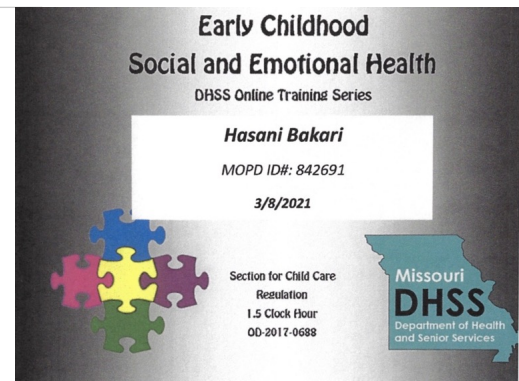 Early Childhood
Social and Emotional Health
DHSS Online Training Series
Hasani Bakari
MOPD ID#: 842691
3/8/2021
Section for Child Care
Regulation
1.5 Clock Hour
OD-2017-0688
Missouri
DHSS
Department of Health
and Senior Services